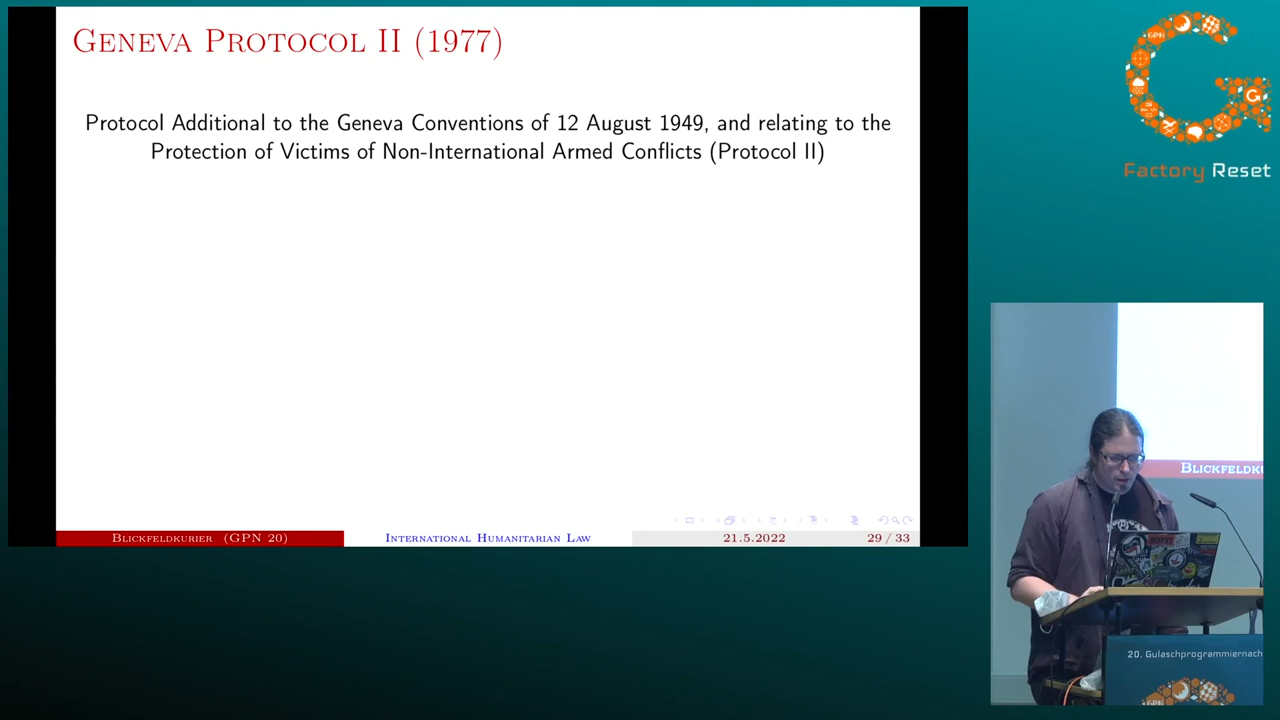 GENEVA PROTOCOL II (1977)
Protocol Additional to the Geneva Conventions of 12 August 1949, and relating to the
Protection of Victims of Non-International Armed Conflicts (Protocol II)
BLICKFELDKURIER (GPN 20)
INTERNATIONAL HUMANITARIAN LAW
21.5.2022
29 / 33
GPN
G
Factory Reset
BLICKFELDKU
20. Gulaschprogrammiernach